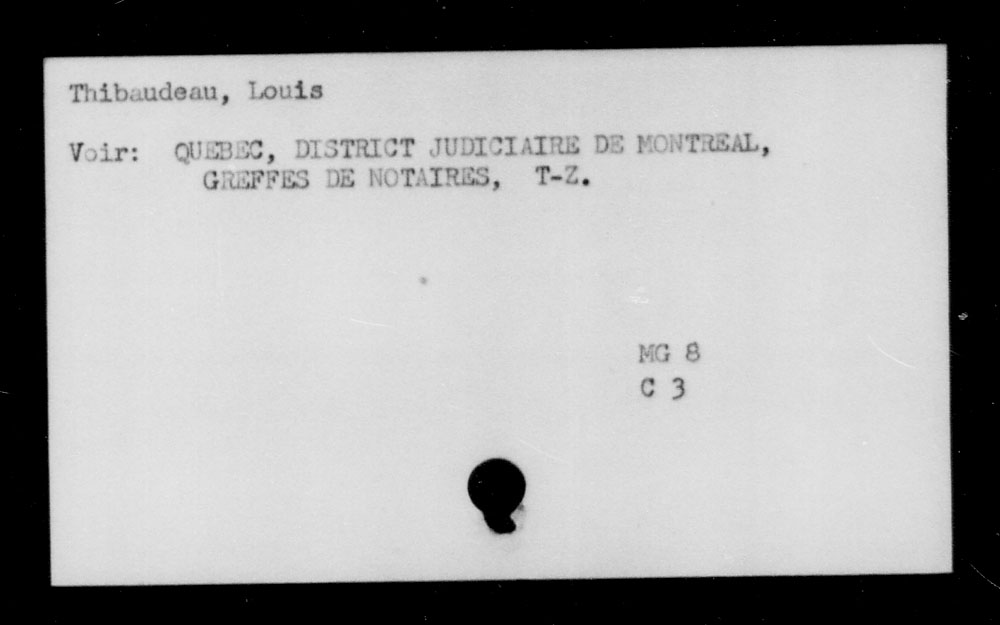 Thibaudeau, Louis
Voir: QUEBEC, DISTRICT JUDICIAIRE DE MONTREAL,
GREFFES DE NOTAIRES, T-Z.
MG 8
C 3